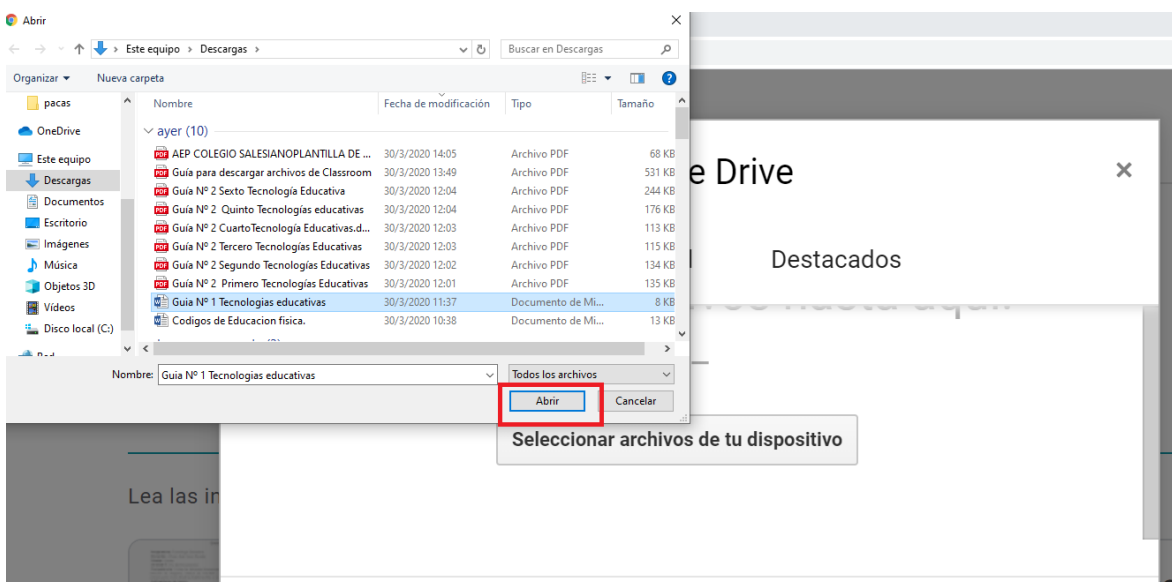 Abrir
Este equipo > Descargas >
Buscar en Descargas
Organizar
Nueva carpeta
pacas
OneDrive
Este equipo
Descargas
Documentos
Escritorio
Imágenes
Música
Objetos 3D
Vídeos
Disco local (C:)
Nombre Fecha de modificación Tipo Tamaño
ayer (10)
AEP COLEGIO SALESIANOPLANTILLA DE ... 30/3/2020 14:05 Archivo PDF 68 KB
Guía para descargar archivos de Classroom 30/3/2020 13:49 Archivo PDF 531 KB
Guía Nº 2 Sexto Tecnología Educativa 30/3/2020 12:04 Archivo PDF 244 KB
Guía Nº 2 Quinto Tecnologías educativas 30/3/2020 12:04 Archivo PDF 176 KB
Guía Nº 2 CuartoTecnología Educativas.d... 30/3/2020 12:03 Archivo PDF 113 KB
Guía Nº 2 Tercero Tecnologías Educativas 30/3/2020 12:03 Archivo PDF 115 KB
Guía Nº 2 Segundo Tecnologías Educativas 30/3/2020 12:02 Archivo PDF 134 KB
Guía Nº 2 Primero Tecnologías Educativas 30/3/2020 12:01 Archivo PDF 135 KB
Guia Nº 1 Tecnologias educativas 30/3/2020 11:37 Documento de Mi... 8 KB
Codigos de Educacion fisica. 30/3/2020 10:38 Documento de Mi... 13 KB
Nombre: Guia Nº 1 Tecnologias educativas
Todos los archivos
Abrir
Cancelar
e Drive
Destacados
Seleccionar archivos de tu dispositivo
Lea las in